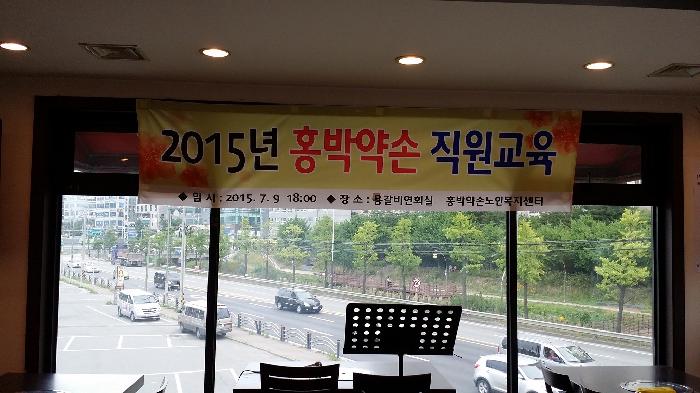 2015년 홍박약손 직원교육
◆ 일시 : 2015. 7. 9 18:00 ◆ 장소 : 용갈비연회실 홍박약손노인복지센터